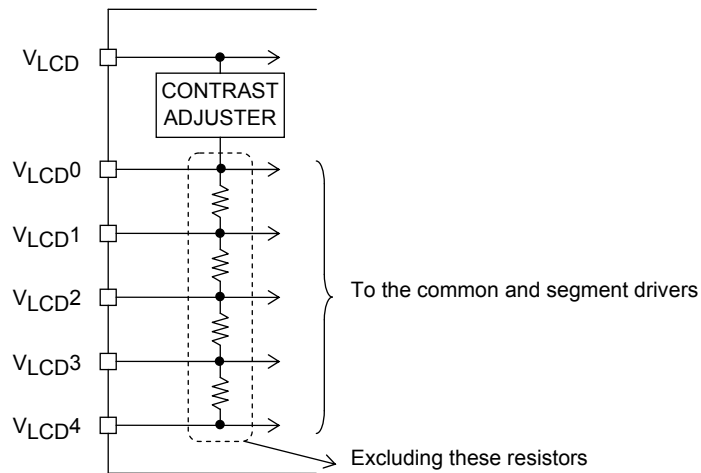 VLCD
CONTRAST
ADJUSTER
VLCD0
VLCD1
VLCD2
To the common and segment drivers
VLCD3
VLCD4
Excluding these resistors